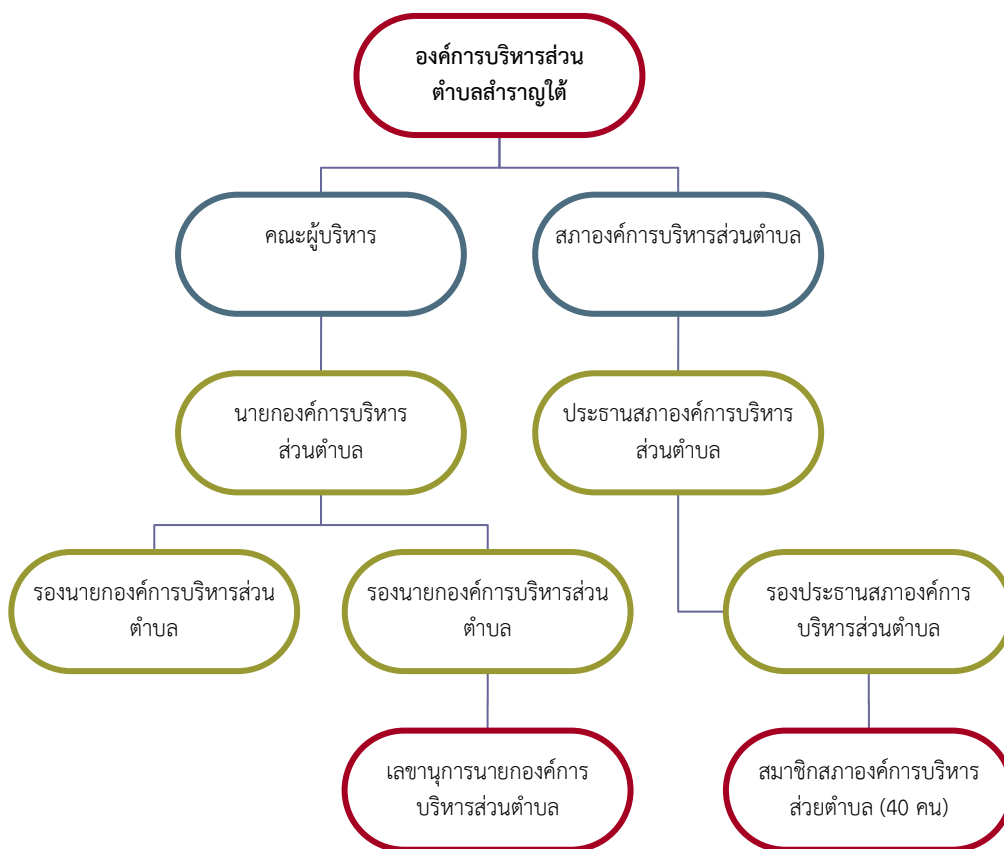 องค์การบริหารส่วน
ตำบลสำราญใต้
คณะผู้บริหาร
สภาองค์การบริหารส่วนตำบล
นายกองค์การบริหาร
ส่วนตำบล
ประธานสภาองค์การบริหาร
ส่วนตำบล
รองนายกองค์การบริหารส่วน
ตำบล
รองนายกองค์การบริหารส่วน
ตำบล
รองประธานสภาองค์การ
บริหารส่วนตำบล
เลขานุการนายกองค์การ
บริหารส่วนตำบล
สมาชิกสภาองค์การบริหาร
ส่วยตำบล (40 คน)